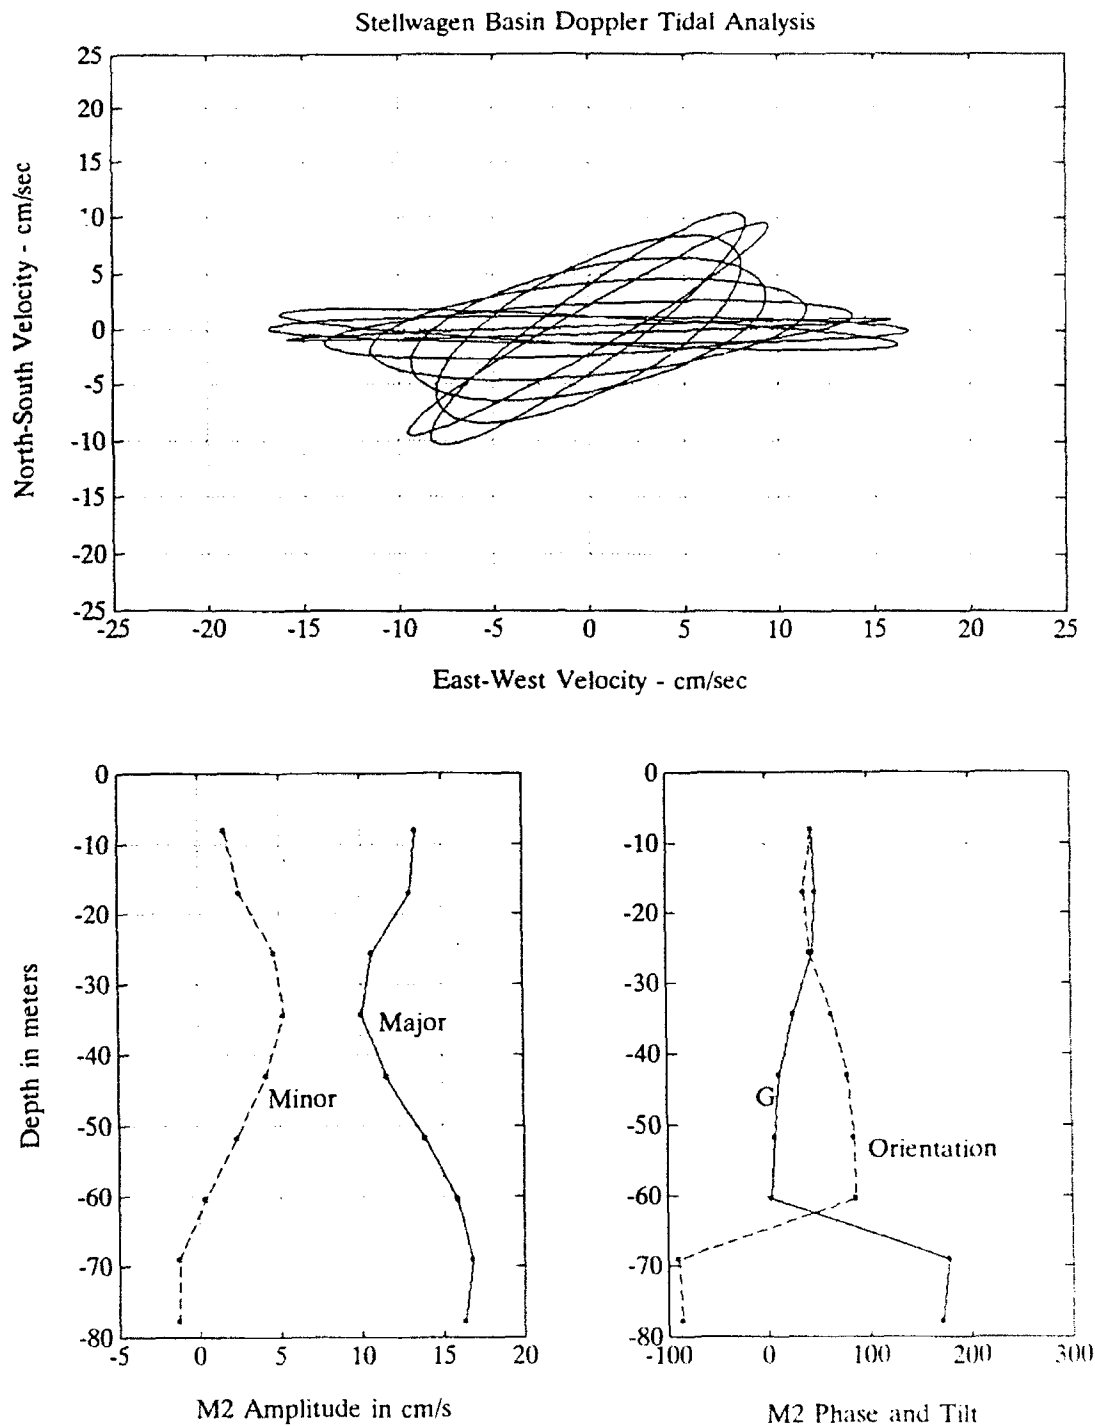 Stellwagen Basin Doppler Tidal Analysis
25
20
15
10
5
0
-5
-10
-15
-20
-25
North-South Velocity - cm/sec
-25 -20 -15 -10 -5 0 5 10 15 20 25
East-West Velocity - cm/sec
0
-10
-20
-30
-40
-50
-60
-70
-80
Depth in meters
Major
Minor
-5 0 5 10 15 20
M2 Amplitude in cm/s
0
-10
-20
-30
-40
-50
-60
-70
-80
G
Orientation
-100 0 100 200 300
M2 Phase and Tilt